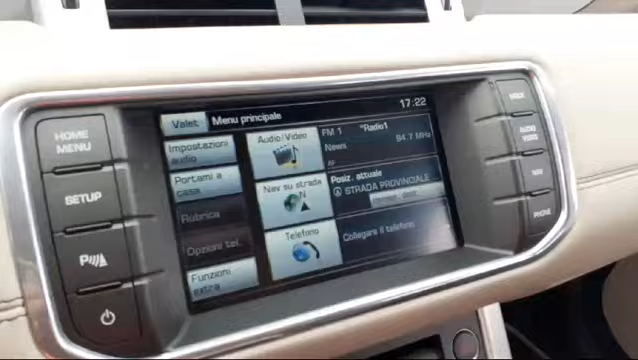 HOME
MENU
SETUP
P
Valet
Menu principale
17:22
Impostazioni
audio
Portami a
casa
Rubrica
Opzioni tel.
Funzioni
extra
Audio/Video
FM 1
"Radio1
News
94.7 MHz
AF
Nav su strada
N
Posiz. attuale
STRADA PROVINCIALE
Telefono
Collegare il telefono
AUDIO
VIDEO
NAV
PHONE